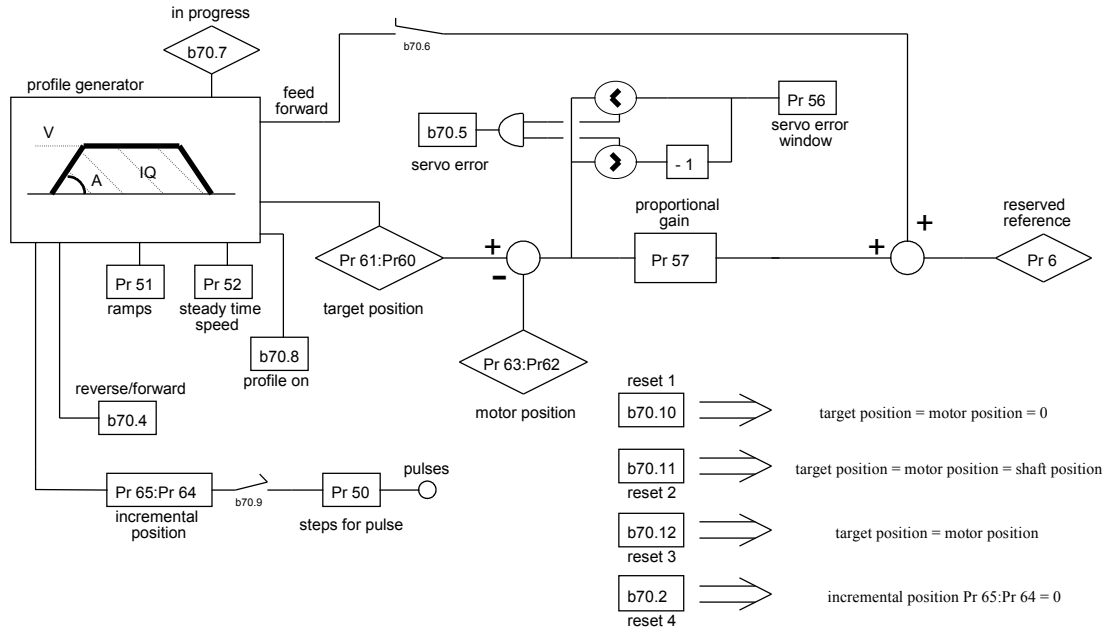 in progress
b70.7
b70.6
profile generator
feed
forward
V
A
IQ
b70.5
servo error
Pr 56
servo error
window
- 1
proportional
gain
reserved
reference
+
+
+
-
Pr 61:Pr60
target position
Pr 57
Pr 6
Pr 51
ramps
Pr 52
steady time
speed
b70.8
profile on
Pr 63:Pr62
motor position
reverse/forward
b70.4
reset 1
b70.10
target position = motor position = 0
b70.11
reset 2
target position = motor position = shaft position
pulses
Pr 65:Pr 64
incremental
position
b70.9
Pr 50
steps for pulse
b70.12
reset 3
target position = motor position
b70.2
reset 4
incremental position Pr 65:Pr 64 = 0